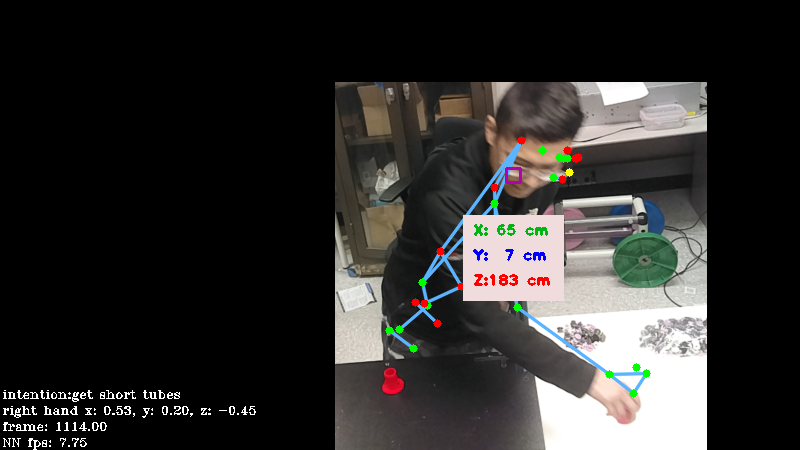 X: 65 cm
Y: 7 cm
Z:183 cm
intention:get short tubes
right hand x: 0.53, y: 0.20, z: −0.45
frame: 1114.00
NN fps: 7.75